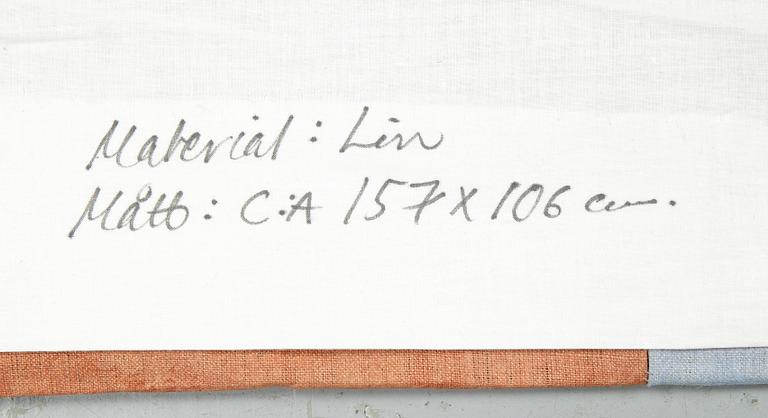 Material: Lin
Mått: C:A 157 X 106 cm.